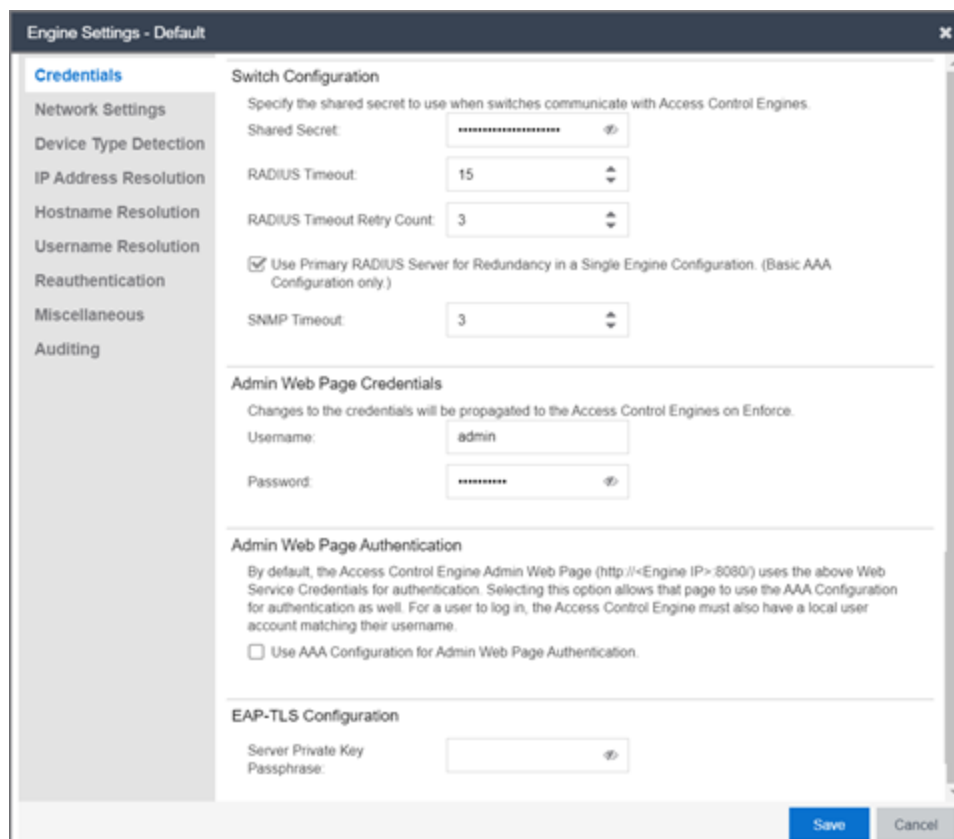 Engine Settings - Default
Credentials
Network Settings
Device Type Detection
IP Address Resolution
Hostname Resolution
Username Resolution
Reauthentication
Miscellaneous
Auditing
Switch Configuration
Specify the shared secret to use when switches communicate with Access Control Engines.
Shared Secret:
RADIUS Timeout: 15
RADIUS Timeout Retry Count: 3
Use Primary RADIUS Server for Redundancy in a Single Engine Configuration. (Basic AAA
Configuration only.)
SNMP Timeout: 3
Admin Web Page Credentials
Changes to the credentials will be propagated to the Access Control Engines on Enforce.
Username: admin
Password:
Admin Web Page Authentication
By default, the Access Control Engine Admin Web Page (http://<Engine IP>:8080/) uses the above Web
Service Credentials for authentication. Selecting this option allows that page to use the AAA Configuration
for authentication as well. For a user to log in, the Access Control Engine must also have a local user
account matching their username.
Use AAA Configuration for Admin Web Page Authentication.
EAP-TLS Configuration
Server Private Key
Passphrase:
Save Cancel